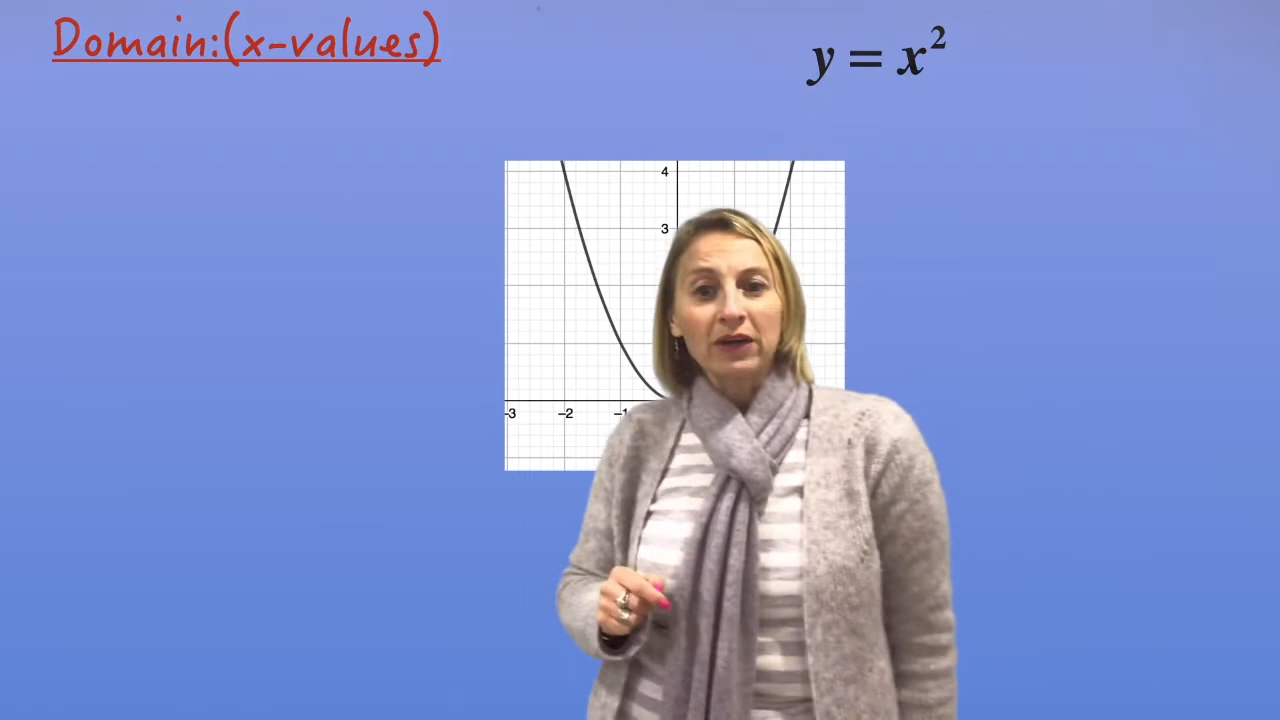 Domain:(x-values)
y = x²
4
3
-3 -2 -1